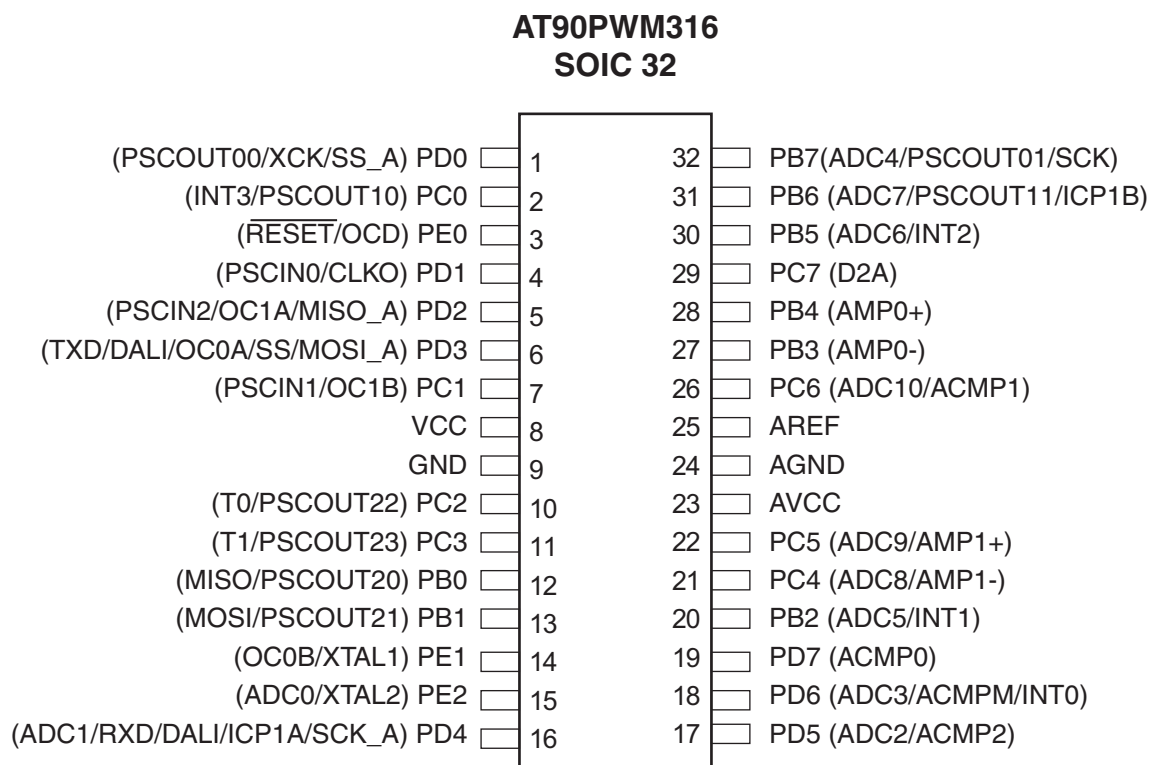 AT90PWM316
SOIC 32
(PSCOUT00/XCK/SS_A) PD0 1 32 PB7(ADC4/PSCOUT01/SCK)
(INT3/PSCOUT10) PC0 2 31 PB6 (ADC7/PSCOUT11/ICP1B)
(RESET/OCD) PE0 3 30 PB5 (ADC6/INT2)
(PSCIN0/CLKO) PD1 4 29 PC7 (D2A)
(PSCIN2/OC1A/MISO_A) PD2 5 28 PB4 (AMP0+)
(TXD/DALI/OC0A/SS/MOSI_A) PD3 6 27 PB3 (AMP0-)
(PSCIN1/OC1B) PC1 7 26 PC6 (ADC10/ACMP1)
VCC 8 25 AREF
GND 9 24 AGND
(T0/PSCOUT22) PC2 10 23 AVCC
(T1/PSCOUT23) PC3 11 22 PC5 (ADC9/AMP1+)
(MISO/PSCOUT20) PB0 12 21 PC4 (ADC8/AMP1-)
(MOSI/PSCOUT21) PB1 13 20 PB2 (ADC5/INT1)
(OC0B/XTAL1) PE1 14 19 PD7 (ACMP0)
(ADC0/XTAL2) PE2 15 18 PD6 (ADC3/ACMPM/INT0)
(ADC1/RXD/DALI/ICP1A/SCK_A) PD4 16 17 PD5 (ADC2/ACMP2)